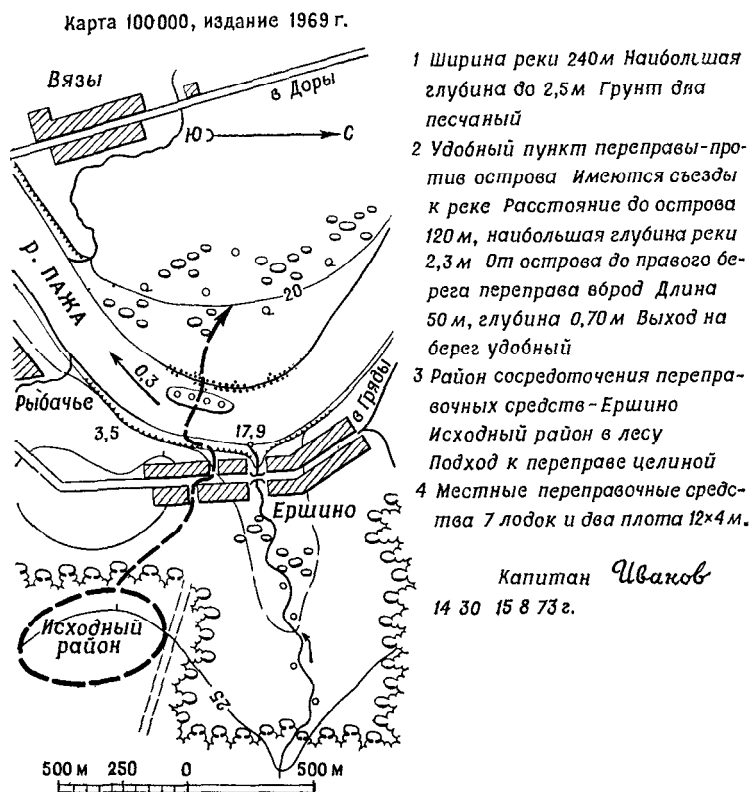 Карта 100000, издание 1969 г.
Вязы
в Доры
Ю
С
р. ПАЖА
20
0,3
Рыбачье
3,5
17,9
в Гряды
Ершино
Исходный
район
25
500 м 250 0 500 м
1 Ширина реки 240м Наибольшая
глубина до 2,5м Грунт дна
песчаный
2 Удобный пункт переправы-про-
тив острова Имеются съезды
к реке Расстояние до острова
120 м, наибольшая глубина реки
2,3 м От острова до правого бе-
рега переправа вброд Длина
50 м, глубина 0,70 м Выход на
берег удобный
3 Район сосредоточения перепра-
вочных средств-Ершино
Исходный район в лесу
Подход к переправе целиной
4 Местные переправочные средс-
тва 7 лодок и два плота 12×4 м.
Капитан Иванов
14 30 15 8 73 г.